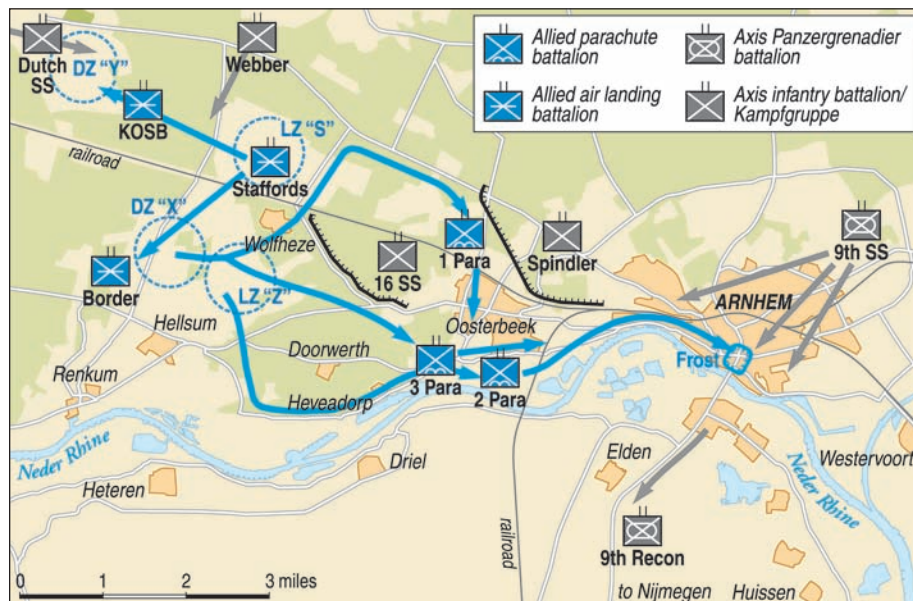 Dutch
SS
DZ "Y"
Webber
KOSB
railroad
LZ "S"
Staffords
DZ "X"
Border
LZ "Z"
Wolfheze
16 SS
1 Para
Spindler
9th SS
ARNHEM
Oosterbeek
Frost
Hellsum
Doorwerth
Renkum
Heveadorp
3 Para
2 Para
Neder Rhine
Heteren
Driel
Elden
railroad
9th Recon
Neder Rhine
Westervoort
to Nijmegen
Huissen
Allied parachute
battalion
Allied air landing
battalion
Axis Panzergrenadier
battalion
Axis infantry battalion/
Kampfgruppe
0 1 2 3 miles